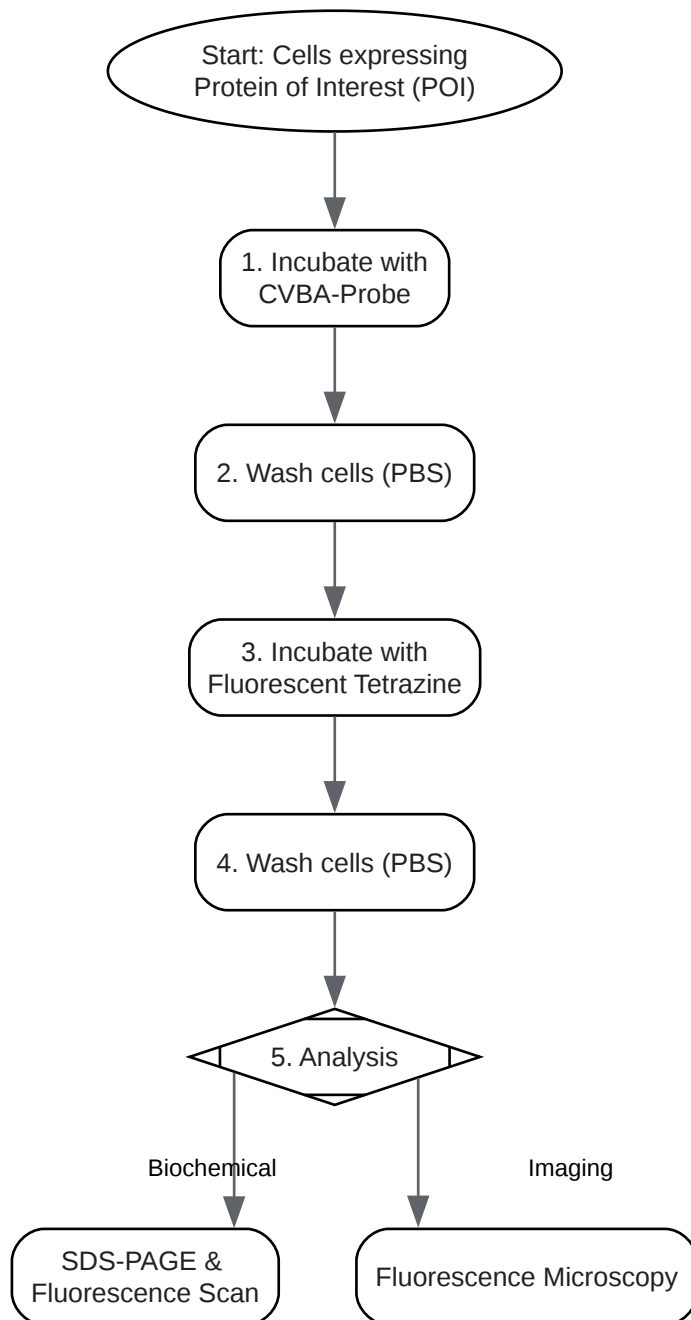 Start: Cells expressing
Protein of Interest (POI)
1. Incubate with
CVBA-Probe
2. Wash cells (PBS)
3. Incubate with
Fluorescent Tetrazine
4. Wash cells (PBS)
5. Analysis
Biochemical
Imaging
SDS-PAGE &
Fluorescence Scan
Fluorescence Microscopy